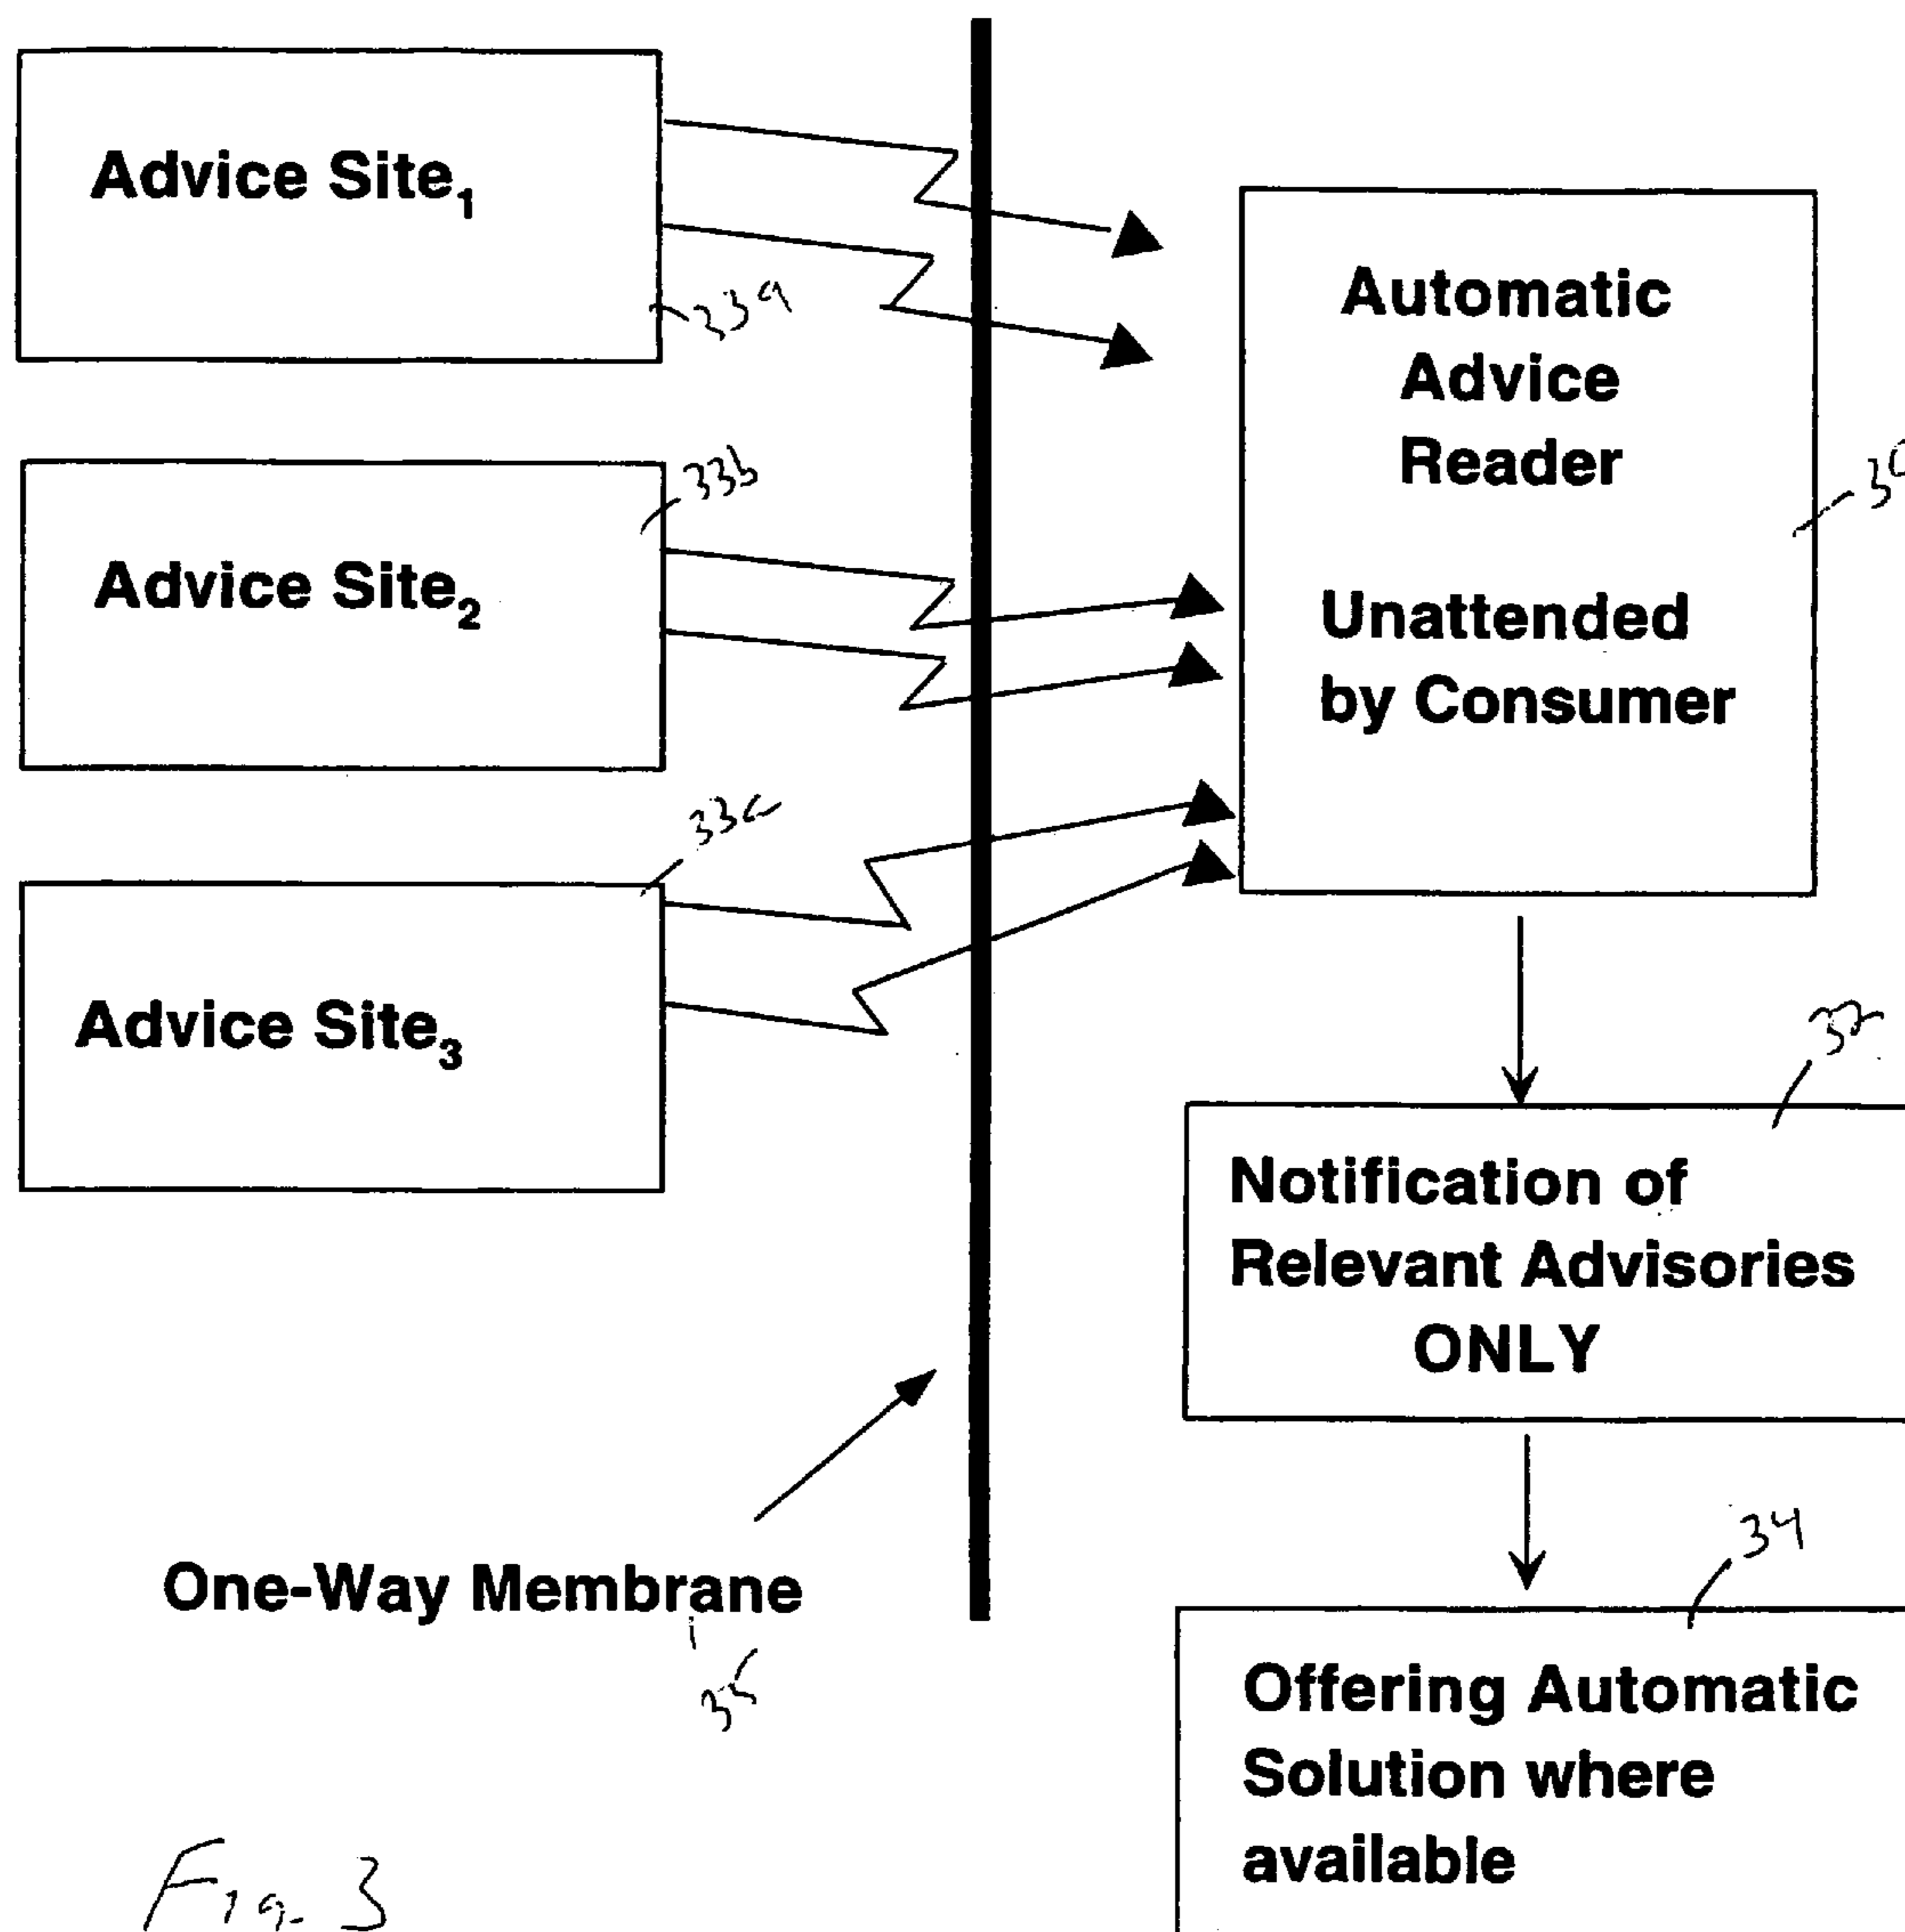 Advice Site₁
33a
Advice Site₂
33b
33c
Advice Site₃
Automatic
Advice
Reader
Unattended
by Consumer
Notification of
Relevant Advisories
ONLY
34
Offering Automatic
Solution where
available
One-Way Membrane
35
Fig. 3